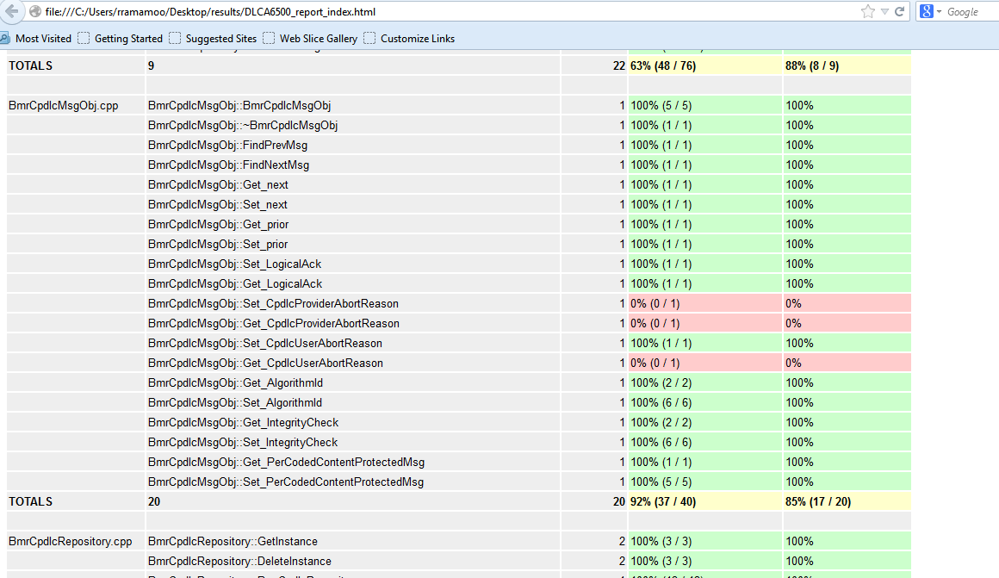 file:///C:/Users/rramamoo/Desktop/results/DLCA6500_report_index.html
8 Google
Most Visited Getting Started Suggested Sites Web Slice Gallery Customize Links
TOTALS 9 22 63% (48 / 76) 88% (8 / 9)
BmrCpdlcMsgObj.cpp BmrCpdlcMsgObj::BmrCpdlcMsgObj 1 100% (5 / 5) 100%
BmrCpdlcMsgObj::~BmrCpdlcMsgObj 1 100% (1 / 1) 100%
BmrCpdlcMsgObj::FindPrevMsg 1 100% (1 / 1) 100%
BmrCpdlcMsgObj::FindNextMsg 1 100% (1 / 1) 100%
BmrCpdlcMsgObj::Get_next 1 100% (1 / 1) 100%
BmrCpdlcMsgObj::Set_next 1 100% (1 / 1) 100%
BmrCpdlcMsgObj::Get_prior 1 100% (1 / 1) 100%
BmrCpdlcMsgObj::Set_prior 1 100% (1 / 1) 100%
BmrCpdlcMsgObj::Set_LogicalAck 1 100% (1 / 1) 100%
BmrCpdlcMsgObj::Get_LogicalAck 1 100% (1 / 1) 100%
BmrCpdlcMsgObj::Set_CpdlcProviderAbortReason 1 0% (0 / 1) 0%
BmrCpdlcMsgObj::Get_CpdlcProviderAbortReason 1 0% (0 / 1) 0%
BmrCpdlcMsgObj::Set_CpdlcUserAbortReason 1 100% (1 / 1) 100%
BmrCpdlcMsgObj::Get_CpdlcUserAbortReason 1 0% (0 / 1) 0%
BmrCpdlcMsgObj::Get_AlgorithmId 1 100% (2 / 2) 100%
BmrCpdlcMsgObj::Set_AlgorithmId 1 100% (6 / 6) 100%
BmrCpdlcMsgObj::Get_IntegrityCheck 1 100% (2 / 2) 100%
BmrCpdlcMsgObj::Set_IntegrityCheck 1 100% (6 / 6) 100%
BmrCpdlcMsgObj::Get_PerCodedContentProtectedMsg 1 100% (1 / 1) 100%
BmrCpdlcMsgObj::Set_PerCodedContentProtectedMsg 1 100% (5 / 5) 100%
TOTALS 20 20 92% (37 / 40) 85% (17 / 20)
BmrCpdlcRepository.cpp BmrCpdlcRepository::GetInstance 2 100% (3 / 3) 100%
BmrCpdlcRepository::DeleteInstance 2 100% (3 / 3) 100%